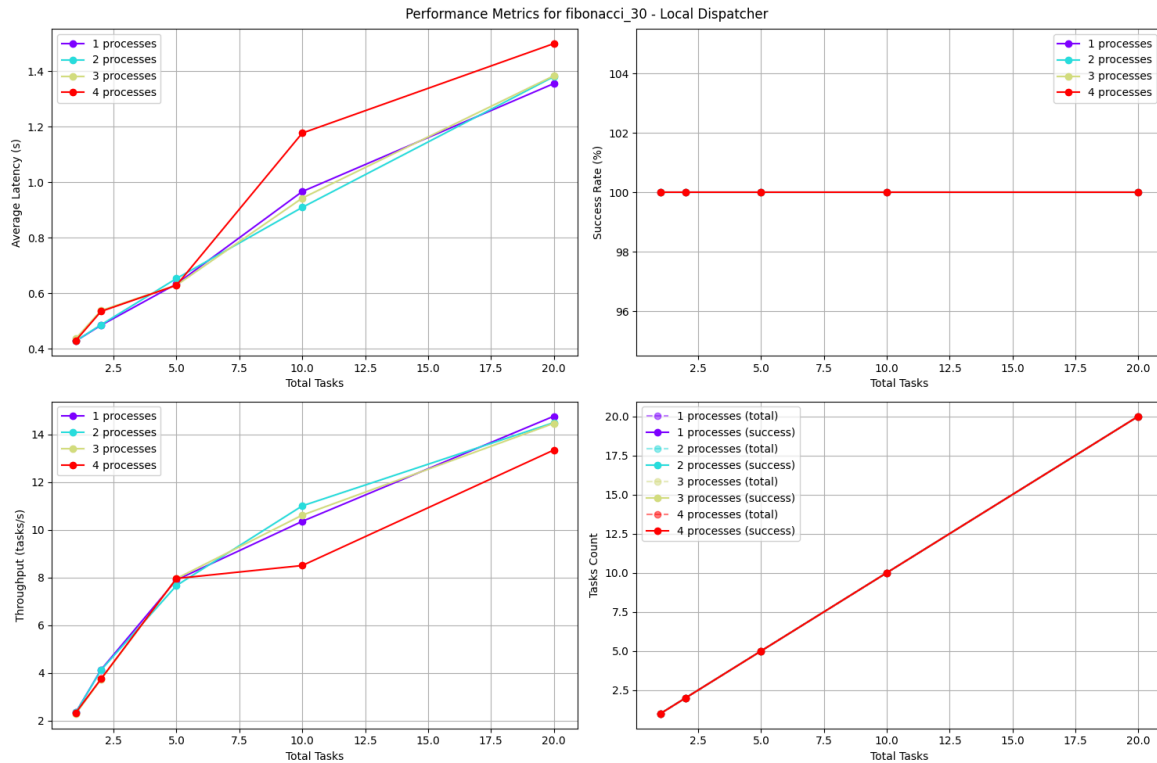 Performance Metrics for fibonacci_30 - Local Dispatcher
1 processes
2 processes
3 processes
4 processes
Average Latency (s)
1.4
1.2
1.0
0.8
0.6
0.4
2.5 5.0 7.5 10.0 12.5 15.0 17.5 20.0
Total Tasks
1 processes
2 processes
3 processes
4 processes
Success Rate (%)
104
102
100
98
96
2.5 5.0 7.5 10.0 12.5 15.0 17.5 20.0
Total Tasks
1 processes
2 processes
3 processes
4 processes
Throughput (tasks/s)
14
12
10
8
6
4
2
2.5 5.0 7.5 10.0 12.5 15.0 17.5 20.0
Total Tasks
1 processes (total)
1 processes (success)
2 processes (total)
2 processes (success)
3 processes (total)
3 processes (success)
4 processes (total)
4 processes (success)
Tasks Count
20.0
17.5
15.0
12.5
10.0
7.5
5.0
2.5
2.5 5.0 7.5 10.0 12.5 15.0 17.5 20.0
Total Tasks